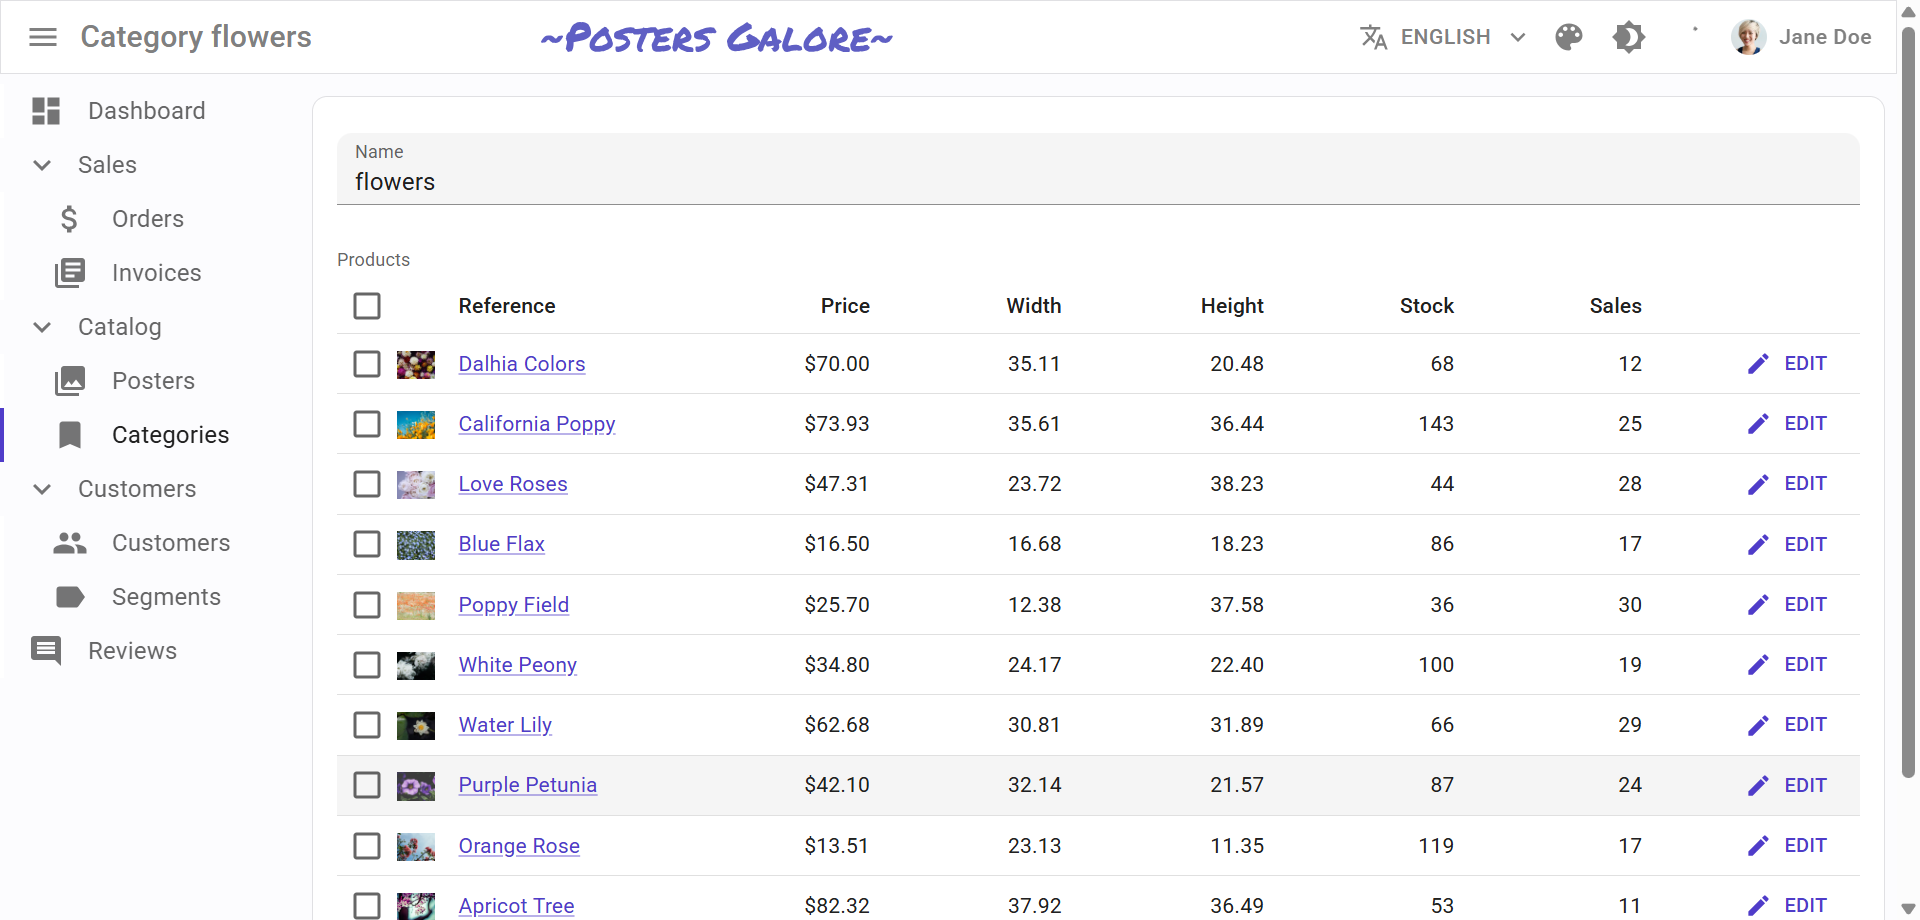 Category flowers
~Posters Galore~
ENGLISH
Jane Doe
Dashboard
Sales
Orders
Invoices
Catalog
Posters
Categories
Customers
Customers
Segments
Reviews
Name
flowers
Products
Reference Price Width Height Stock Sales
Dalhia Colors $70.00 35.11 20.48 68 12 EDIT
California Poppy $73.93 35.61 36.44 143 25 EDIT
Love Roses $47.31 23.72 38.23 44 28 EDIT
Blue Flax $16.50 16.68 18.23 86 17 EDIT
Poppy Field $25.70 12.38 37.58 36 30 EDIT
White Peony $34.80 24.17 22.40 100 19 EDIT
Water Lily $62.68 30.81 31.89 66 29 EDIT
Purple Petunia $42.10 32.14 21.57 87 24 EDIT
Orange Rose $13.51 23.13 11.35 119 17 EDIT
Apricot Tree $82.32 37.92 36.49 53 11 EDIT